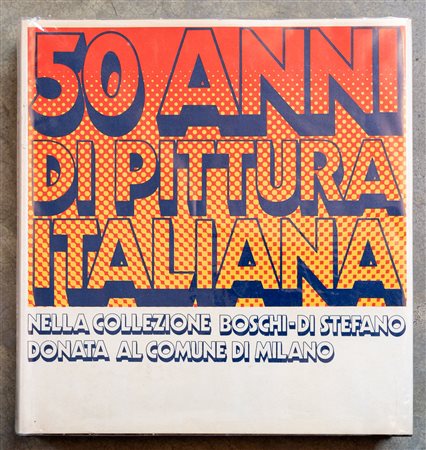 50 ANNI
DI PITTURA
ITALIANA
NELLA COLLEZIONE BOSCHI-DI STEFANO
DONATA AL COMUNE DI MILANO